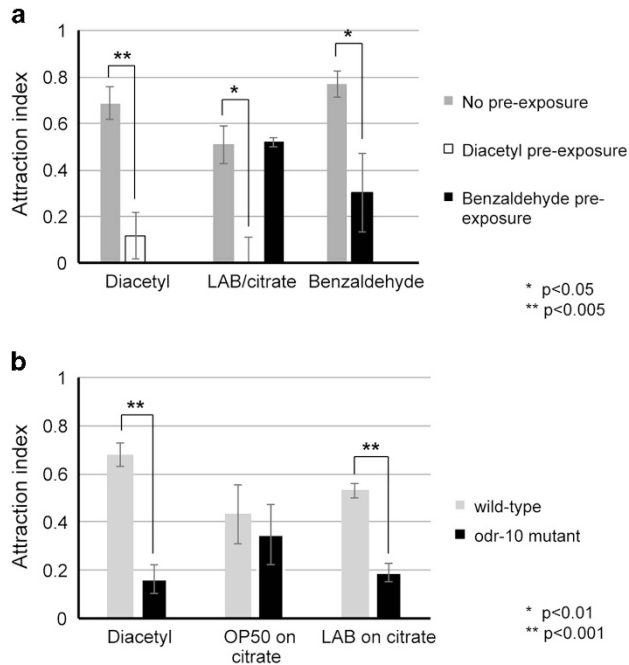 a
Attraction index
1
0.8
0.6
0.4
0.2
0
**
*
*
Diacetyl
LAB/citrate
Benzaldehyde
No pre-exposure
Diacetyl pre-exposure
Benzaldehyde pre-
exposure
* p<0.05
** p<0.005
b
Attraction index
1
0.8
0.6
0.4
0.2
0
**
**
Diacetyl
OP50 on
citrate
LAB on citrate
wild-type
odr-10 mutant
* p<0.01
** p<0.001